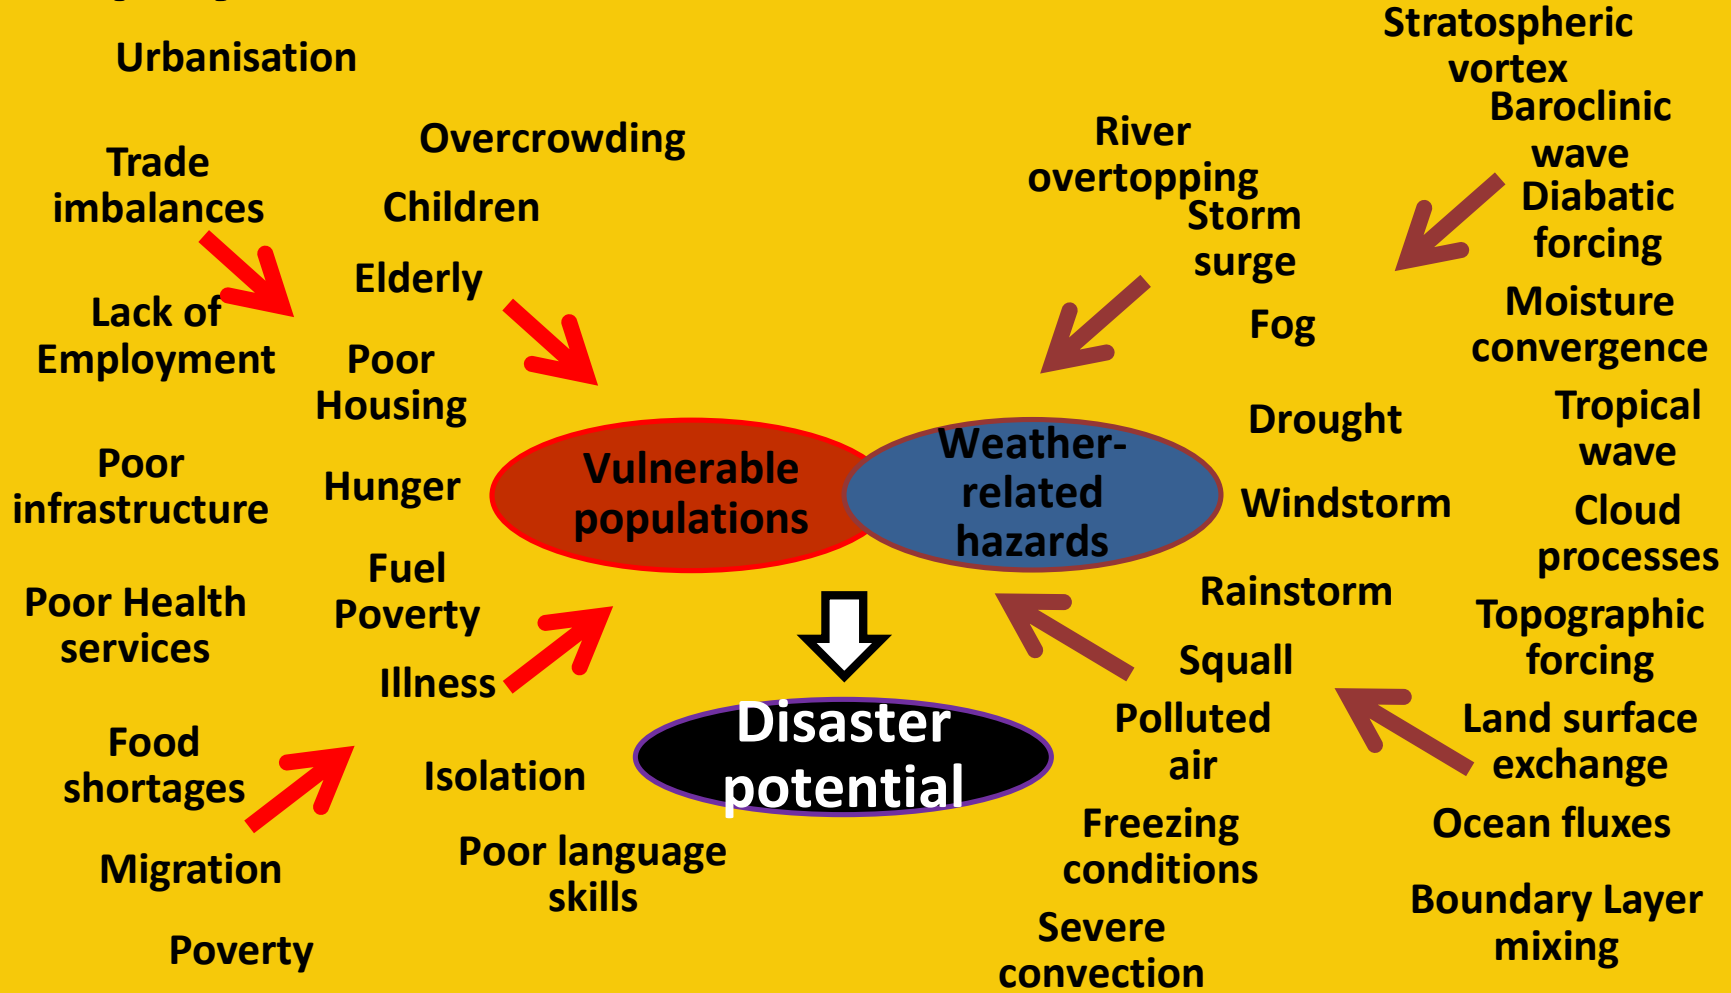 Urbanisation
Trade
imbalances
Lack of
Employment
Poor
infrastructure
Poor Health
services
Food
shortages
Migration
Poverty
Overcrowding
Children
Elderly
Poor
Housing
Hunger
Fuel
Poverty
Illness
Isolation
Poor language
skills
Vulnerable
populations
Weather-
related
hazards
Disaster
potential
River
overtopping
Storm
surge
Fog
Drought
Windstorm
Rainstorm
Squall
Polluted
air
Freezing
conditions
Severe
convection
Stratospheric
vortex
Baroclinic
wave
Diabatic
forcing
Moisture
convergence
Tropical
wave
Cloud
processes
Topographic
forcing
Land surface
exchange
Ocean fluxes
Boundary Layer
mixing